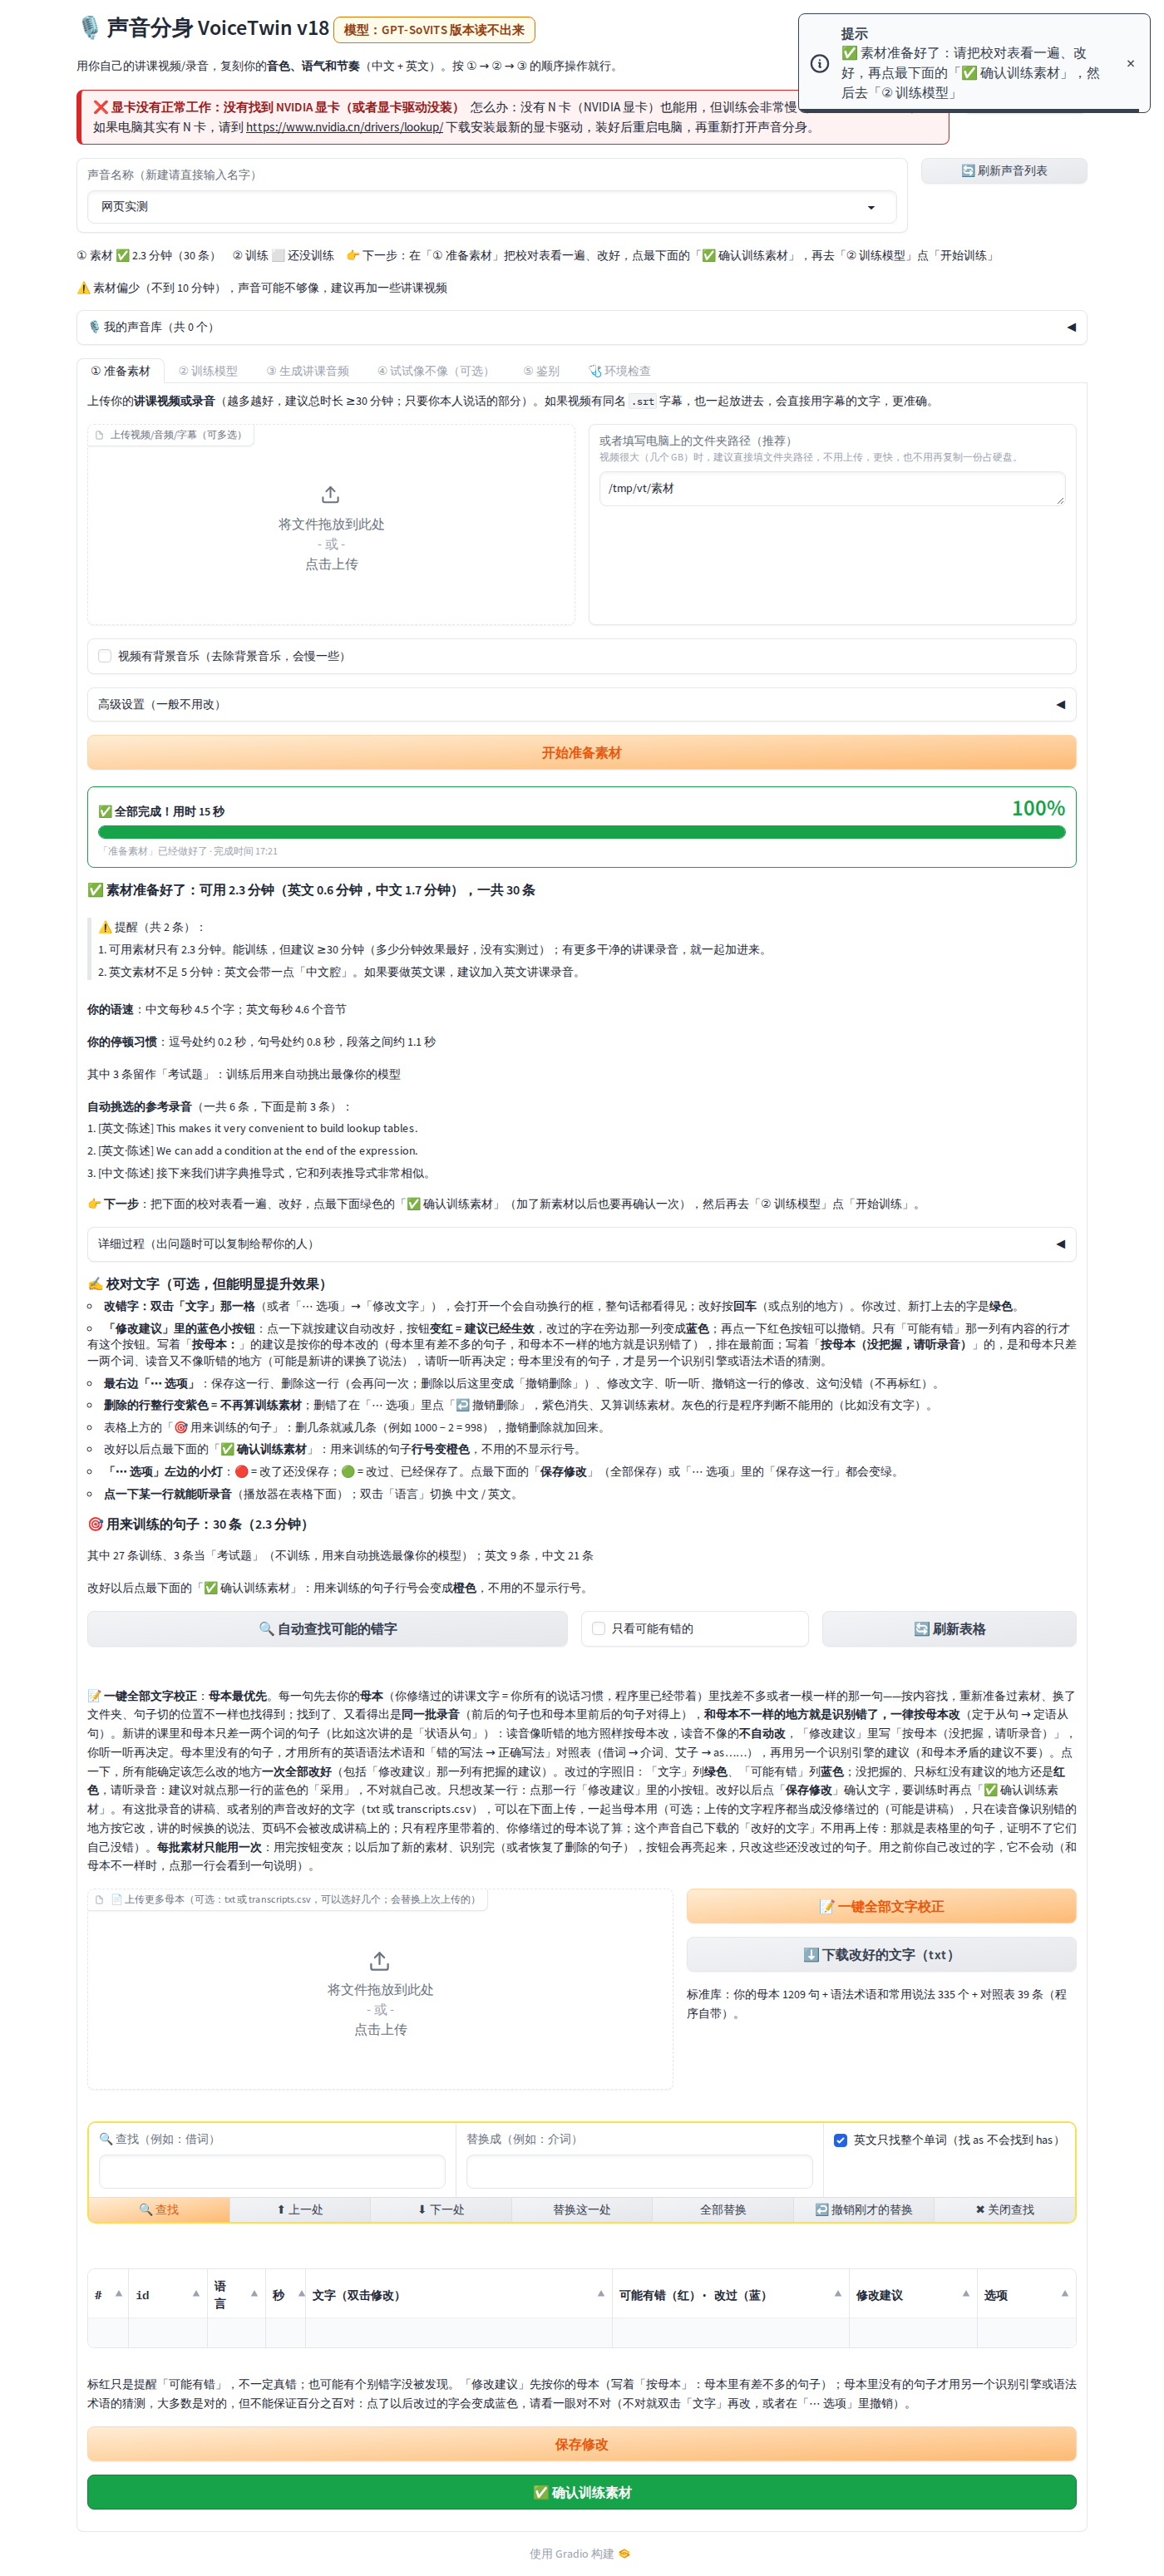 🎙️ 声音分身 VoiceTwin v18 模型：GPT-SoVITS 版本读不出来
提示
✅ 素材准备好了：请把校对表看一遍、改
好，再点最下面的「✅ 确认训练素材」，然
后去「② 训练模型」
用你自己的讲课视频/录音，复刻你的音色、语气和节奏（中文 + 英文）。按 ① → ② → ③ 的顺序操作就行。
❌ 显卡没有正常工作：没有找到 NVIDIA 显卡（或者显卡驱动没装） 怎么办：没有 N 卡（NVIDIA 显卡）也能用，但训练会非常慢
如果电脑其实有 N 卡，请到 https://www.nvidia.cn/drivers/lookup/ 下载安装最新的显卡驱动，装好后重启电脑，再重新打开声音分身。
声音名称（新建请直接输入名字）
网页实测
🔄 刷新声音列表
① 素材 ✅ 2.3 分钟（30 条） ② 训练 ⬜ 还没训练 👉 下一步：在「① 准备素材」把校对表看一遍、改好，点最下面的「✅ 确认训练素材」，再去「② 训练模型」点「开始训练」
⚠️ 素材偏少（不到 10 分钟），声音可能不够像，建议再加一些讲课视频
🎙️ 我的声音库（共 0 个）
① 准备素材 ② 训练模型 ③ 生成讲课音频 ④ 试试像不像（可选） ⑤ 鉴别 🩺 环境检查
上传你的讲课视频或录音（越多越好，建议总时长 ≥30 分钟；只要你本人说话的部分）。如果视频有同名 .srt 字幕，也一起放进去，会直接用字幕的文字，更准确。
上传视频/音频/字幕（可多选）
将文件拖放到此处
- 或 -
点击上传
或者填写电脑上的文件夹路径（推荐）
视频很大（几个 GB）时，建议直接填文件夹路径，不用上传，更快，也不用再复制一份占硬盘。
/tmp/vt/素材
视频有背景音乐（去除背景音乐，会慢一些）
高级设置（一般不用改）
开始准备素材
✅ 全部完成！用时 15 秒 100%
「准备素材」已经做好了 · 完成时间 17:21
✅ 素材准备好了：可用 2.3 分钟（英文 0.6 分钟，中文 1.7 分钟），一共 30 条
⚠️ 提醒（共 2 条）：
1. 可用素材只有 2.3 分钟。能训练，但建议 ≥30 分钟（多少分钟效果最好，没有实测过）；有更多干净的讲课录音，就一起加进来。
2. 英文素材不足 5 分钟：英文会带一点「中文腔」。如果要做英文课，建议加入英文讲课录音。
你的语速：中文每秒 4.5 个字；英文每秒 4.6 个音节
你的停顿习惯：逗号处约 0.2 秒，句号处约 0.8 秒，段落之间约 1.1 秒
其中 3 条留作「考试题」：训练后用来自动挑出最像你的模型
自动挑选的参考录音（一共 6 条，下面是前 3 条）：
1. [英文·陈述] This makes it very convenient to build lookup tables.
2. [英文·陈述] We can add a condition at the end of the expression.
3. [中文·陈述] 接下来我们讲字典推导式，它和列表推导式非常相似。
👉 下一步：把下面的校对表看一遍、改好，点最下面绿色的「✅ 确认训练素材」（加了新素材以后也要再确认一次），然后再去「② 训练模型」点「开始训练」。
详细过程（出问题时可以复制给帮你的人）
✍️ 校对文字（可选，但能明显提升效果）
改错字：双击「文字」那一格（或者「⋯ 选项」→「修改文字」），会打开一个会自动换行的框，整句话都看得见；改好按回车（或点别的地方）。你改过、新打上去的字是绿色。
「修改建议」里的蓝色小按钮：点一下就按建议自动改好，按钮变红 = 建议已经生效，改过的字在旁边那一列变成蓝色；再点一下红色按钮可以撤销。只有「可能有错」那一列有内容的行才
有这个按钮。写着「按母本：」的建议是按你的母本改的（母本里有差不多的句子，和母本不一样的地方就是识别错了），排在最前面；写着「按母本（没把握，请听录音）」的，是和母本只差
一两个词、读音又不像听错的地方（可能是新讲的课换了说法），请听一听再决定；母本里没有的句子，才是另一个识别引擎或语法术语的猜测。
最右边「⋯ 选项」：保存这一行、删除这一行（会再问一次；删除以后这里变成「撤销删除」）、修改文字、听一听、撤销这一行的修改、这句没错（不再标红）。
删除的行整行变紫色 = 不再算训练素材；删错了在「⋯ 选项」里点「↩️ 撤销删除」，紫色消失、又算训练素材。灰色的行是程序判断不能用的（比如没有文字）。
表格上方的「🎯 用来训练的句子」：删几条就减几条（例如 1000 − 2 = 998），撤销删除就加回来。
改好以后点最下面的「✅ 确认训练素材」：用来训练的句子行号变橙色，不用的不显示行号。
「⋯ 选项」左边的小灯：🔴 = 改了还没保存；🟢 = 改过、已经保存了。点最下面的「保存修改」（全部保存）或「⋯ 选项」里的「保存这一行」都会变绿。
点一下某一行就能听录音（播放器在表格下面）；双击「语言」切换 中文 / 英文。
🎯 用来训练的句子：30 条（2.3 分钟）
其中 27 条训练、3 条当「考试题」（不训练，用来自动挑选最像你的模型）；英文 9 条，中文 21 条
改好以后点最下面的「✅ 确认训练素材」：用来训练的句子行号会变成橙色，不用的不显示行号。
🔍 自动查找可能的错字 只看可能有错的 🔄 刷新表格
📝 一键全部文字校正：母本最优先。每一句先去你的母本（你修缮过的讲课文字 = 你所有的说话习惯，程序里已经带着）里找差不多或者一模一样的那一句——按内容找，重新准备过素材、换了
文件夹、句子切的位置不一样也找得到；找到了、又看得出是同一批录音（前后的句子也和母本里前后的句子对得上），和母本不一样的地方就是识别错了，一律按母本改（定于从句 → 定语从
句）。新讲的课里和母本只差一两个词的句子（比如这次讲的是「状语从句」）：读音像听错的地方照样按母本改，读音不像的不自动改，「修改建议」里写「按母本（没把握，请听录音）」，
你听一听再决定。母本里没有的句子，才用所有的英语语法术语和「错的写法 → 正确写法」对照表（借词 → 介词、艾子 → as……），再用另一个识别引擎的建议（和母本矛盾的建议不要）。点
一下，所有能确定该怎么改的地方一次全部改好（包括「修改建议」那一列有把握的建议）。改过的字照旧：「文字」列绿色、「可能有错」列蓝色；没把握的、只标红没有建议的地方还是红
色，请听录音：建议对就点那一行的蓝色的「采用」，不对就自己改。只想改某一行：点那一行「修改建议」里的小按钮。改好以后点「保存修改」确认文字，要训练时再点「✅ 确认训练素
材」。有这批录音的讲稿、或者别的声音改好的文字（txt 或 transcripts.csv），可以在下面上传，一起当母本用（可选；上传的文字程序都当成没修缮过的（可能是讲稿），只在读音像识别错的
地方按它改，讲的时候换的说法、页码不会被改成讲稿上的；只有程序里带着的、你修缮过的母本说了算；这个声音自己下载的「改好的文字」不用再上传：那就是表格里的句子，证明不了它们
自己没错）。每批素材只能用一次：用完按钮变灰；以后加了新的素材、识别完（或者恢复了删除的句子），按钮会再亮起来，只改这些还没改过的句子。用之前你自己改过的字，它不会动（和
母本不一样时，点那一行会看到一句说明）。
📄 上传更多母本（可选：txt 或 transcripts.csv，可以选好几个；会替换上次上传的）
将文件拖放到此处
- 或 -
点击上传
📝 一键全部文字校正
⬇️ 下载改好的文字（txt）
标准库：你的母本 1209 句 + 语法术语和常用说法 335 个 + 对照表 39 条（程
序自带）。
🔍 查找（例如：借词） 替换成（例如：介词） 英文只找整个单词（找 as 不会找到 has）
🔍 查找 ⬆ 上一处 ⬇ 下一处 替换这一处 全部替换 ↩️ 撤销刚才的替换 ✖ 关闭查找
# id 语言 秒 文字（双击修改） 可能有错（红）· 改过（蓝） 修改建议 选项
标红只是提醒「可能有错」，不一定真错；也可能有个别错字没被发现。「修改建议」先按你的母本（写着「按母本」：母本里有差不多的句子）；母本里没有的句子才用另一个识别引擎或语法
术语的猜测，大多数是对的，但不能保证百分之百对：点了以后改过的字会变成蓝色，请看一眼对不对（不对就双击「文字」再改，或者在「⋯ 选项」里撤销）。
保存修改
✅ 确认训练素材
使用 Gradio 构建